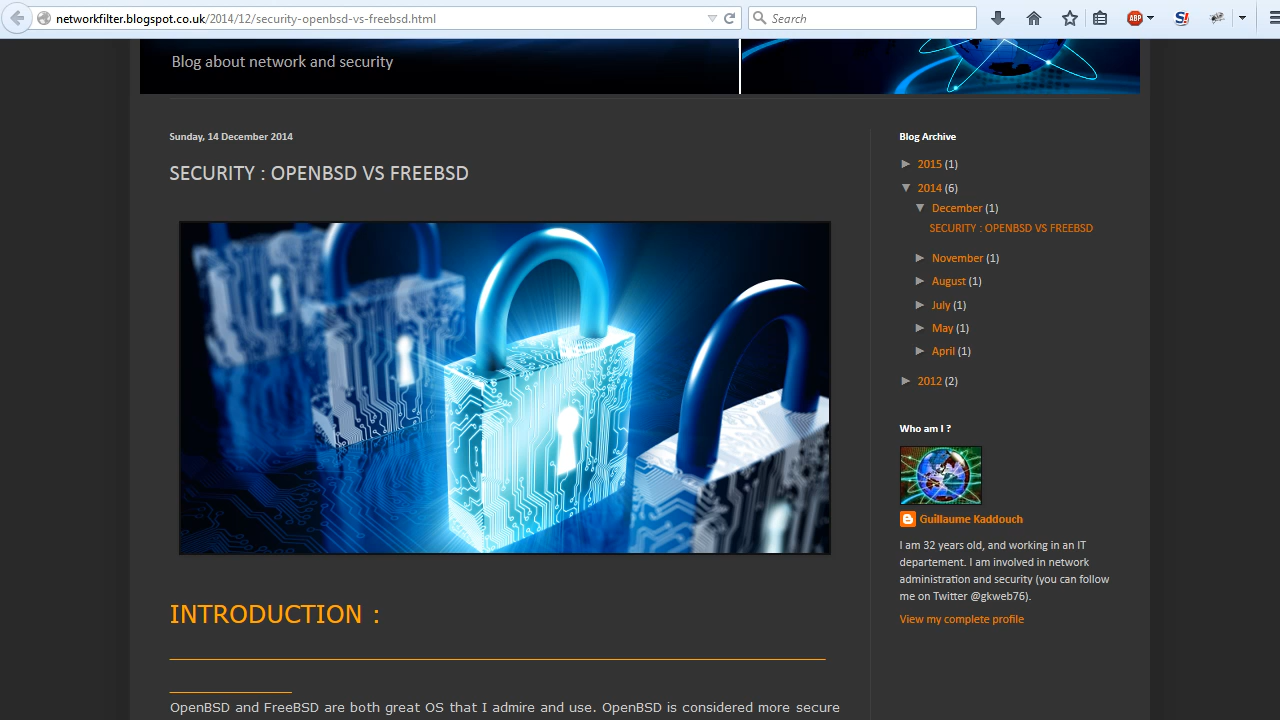 networkfilter.blogspot.co.uk/2014/12/security-openbsd-vs-freebsd.html
Search
ABP
S!
Blog about network and security
Sunday, 14 December 2014
SECURITY : OPENBSD VS FREEBSD
INTRODUCTION :
OpenBSD and FreeBSD are both great OS that I admire and use. OpenBSD is considered more secure
Blog Archive
► 2015 (1)
▼ 2014 (6)
▼ December (1)
SECURITY : OPENBSD VS FREEBSD
► November (1)
► August (1)
► July (1)
► May (1)
► April (1)
► 2012 (2)
Who am I ?
Guillaume Kaddouch
I am 32 years old, and working in an IT
departement. I am involved in network
administration and security (you can follow
me on Twitter @gkweb76).
View my complete profile